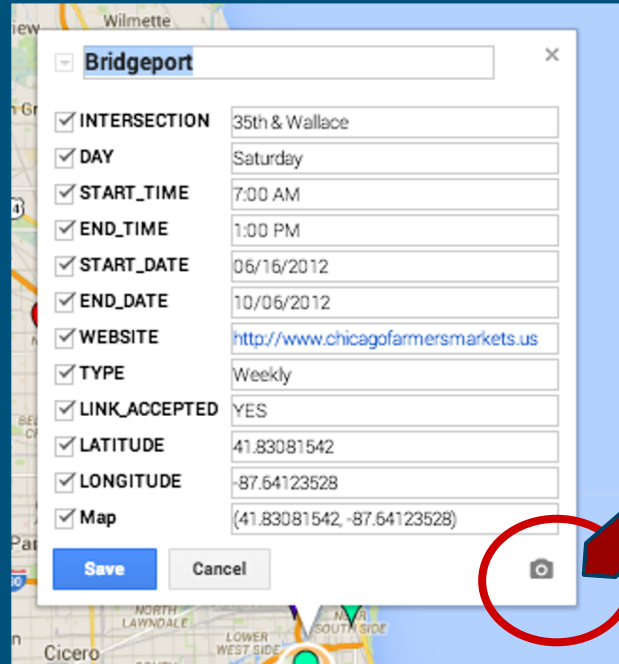 Wilmette
Bridgeport
INTERSECTION 35th & Wallace
DAY Saturday
START_TIME 7:00 AM
END_TIME 1:00 PM
START_DATE 06/16/2012
END_DATE 10/06/2012
WEBSITE http://www.chicagofarmersmarkets.us
TYPE Weekly
LINK_ACCEPTED YES
LATITUDE 41.83081542
LONGITUDE -87.64123528
Map (41.83081542, -87.64123528)
Save Cancel
NORTH
LAWNDALE
LOWER
WEST SIDE
SOUTH SIDE
Cicero